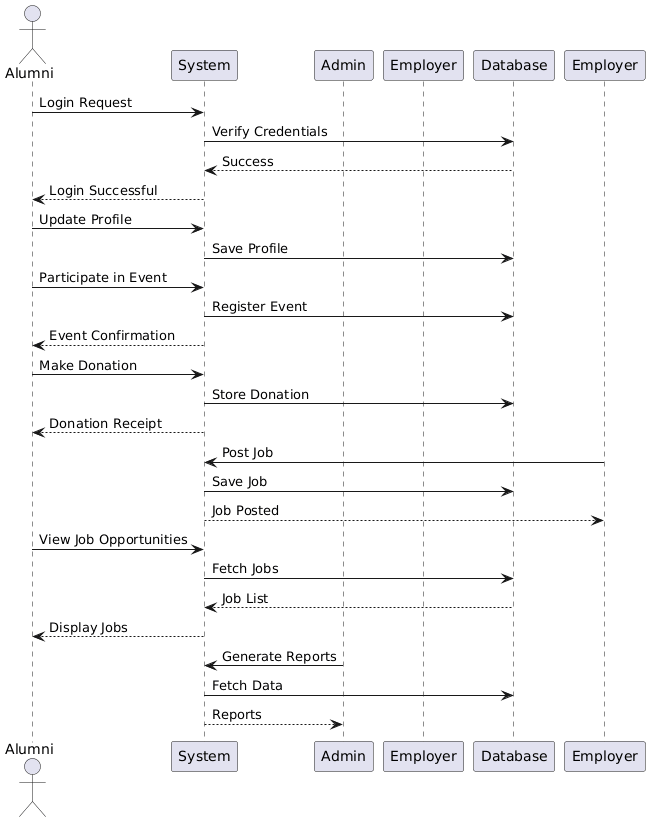 Alumni
System
Admin
Employer
Database
Employer
Login Request
Verify Credentials
Success
Login Successful
Update Profile
Save Profile
Participate in Event
Register Event
Event Confirmation
Make Donation
Store Donation
Donation Receipt
Post Job
Save Job
Job Posted
View Job Opportunities
Fetch Jobs
Job List
Display Jobs
Generate Reports
Fetch Data
Reports
Alumni
System
Admin
Employer
Database
Employer